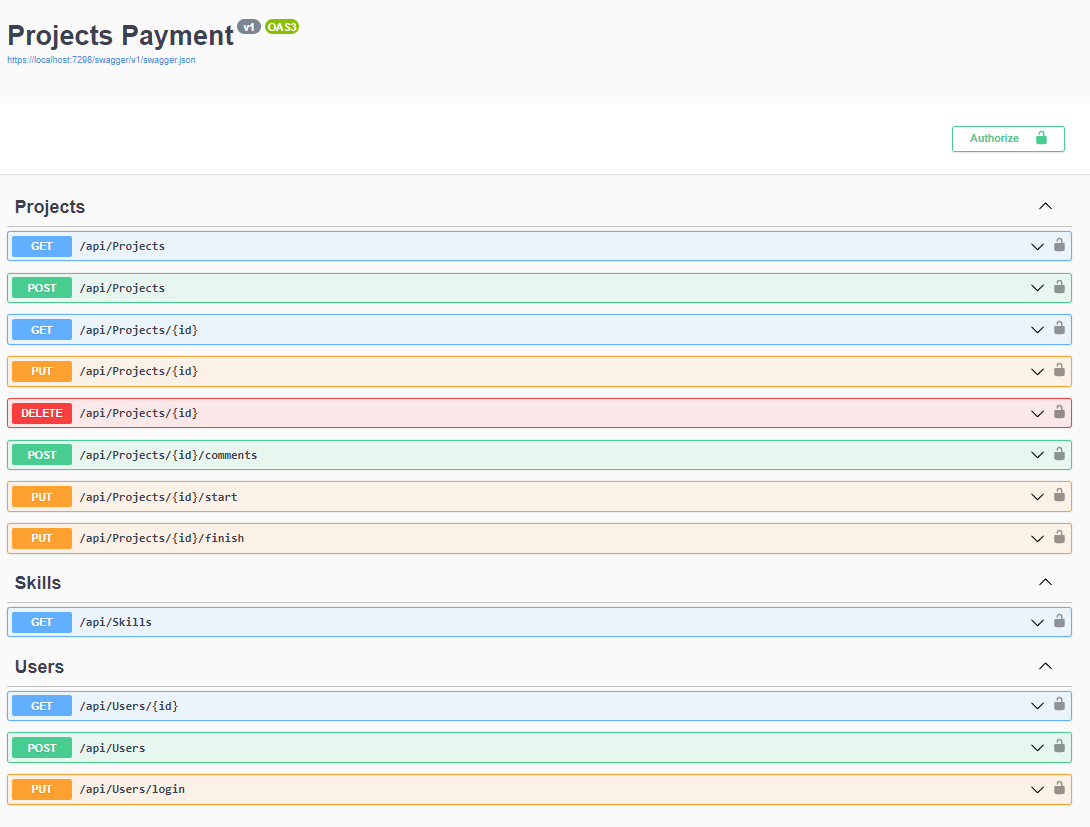 Projects Payment v1 OAS3
https://localhost:7298/swagger/v1/swagger.json
Authorize
Projects
GET /api/Projects
POST /api/Projects
GET /api/Projects/{id}
PUT /api/Projects/{id}
DELETE /api/Projects/{id}
POST /api/Projects/{id}/comments
PUT /api/Projects/{id}/start
PUT /api/Projects/{id}/finish
Skills
GET /api/Skills
Users
GET /api/Users/{id}
POST /api/Users
PUT /api/Users/login